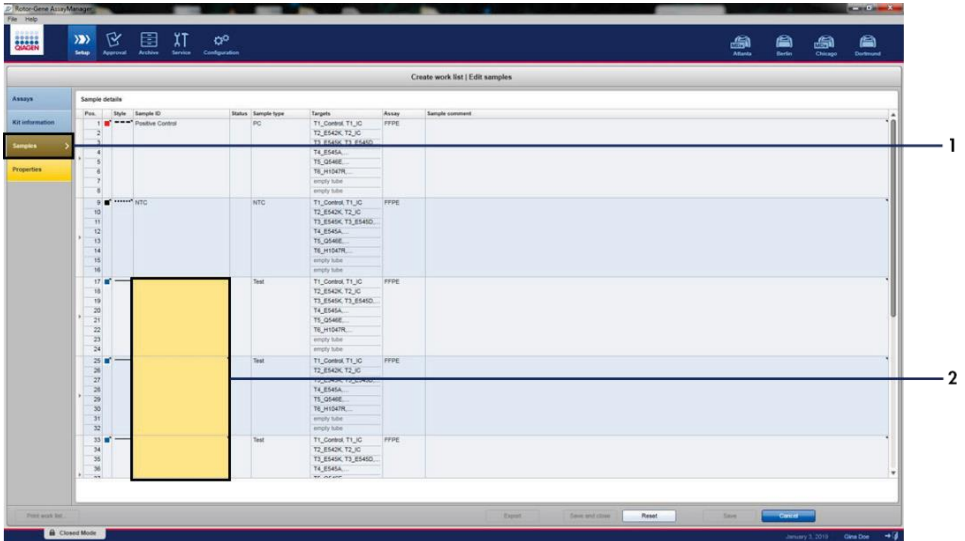 Rotor-Gene AssayManager
File Help
QIAGEN
Setup Approval Archive Service Configuration
Atlanta Berlin Chicago Dortmund
Create work list | Edit samples
Assays
Kit information
Samples
Properties
Sample details
Pos. Style Sample ID Status Sample type Targets Assay Sample comment
1 Positive Control PC T1_Control, T1_IC FFPE
2 T2_E542K, T2_IC
3 T3_E545K, T3_E545D,...
4 T4_E545A,...
5 T5_Q546E,...
6 T6_H1047R,...
7 empty tube
8 empty tube
9 NTC NTC T1_Control, T1_IC FFPE
10 T2_E542K, T2_IC
11 T3_E545K, T3_E545D,...
12 T4_E545A,...
13 T5_Q546E,...
14 T6_H1047R,...
15 empty tube
16 empty tube
17 Test T1_Control, T1_IC FFPE
18 T2_E542K, T2_IC
19 T3_E545K, T3_E545D,...
20 T4_E545A,...
21 T5_Q546E,...
22 T6_H1047R,...
23 empty tube
24 empty tube
25 Test T1_Control, T1_IC FFPE
26 T2_E542K, T2_IC
27 T3_E545K, T3_E545D,...
28 T4_E545A,...
29 T5_Q546E,...
30 T6_H1047R,...
31 empty tube
32 empty tube
33 Test T1_Control, T1_IC FFPE
34 T2_E542K, T2_IC
35 T3_E545K, T3_E545D,...
36 T4_E545A,...
1
2
Print work list... Export Save and close Reset Save Cancel
Closed Mode January 3, 2019 Gina Doe